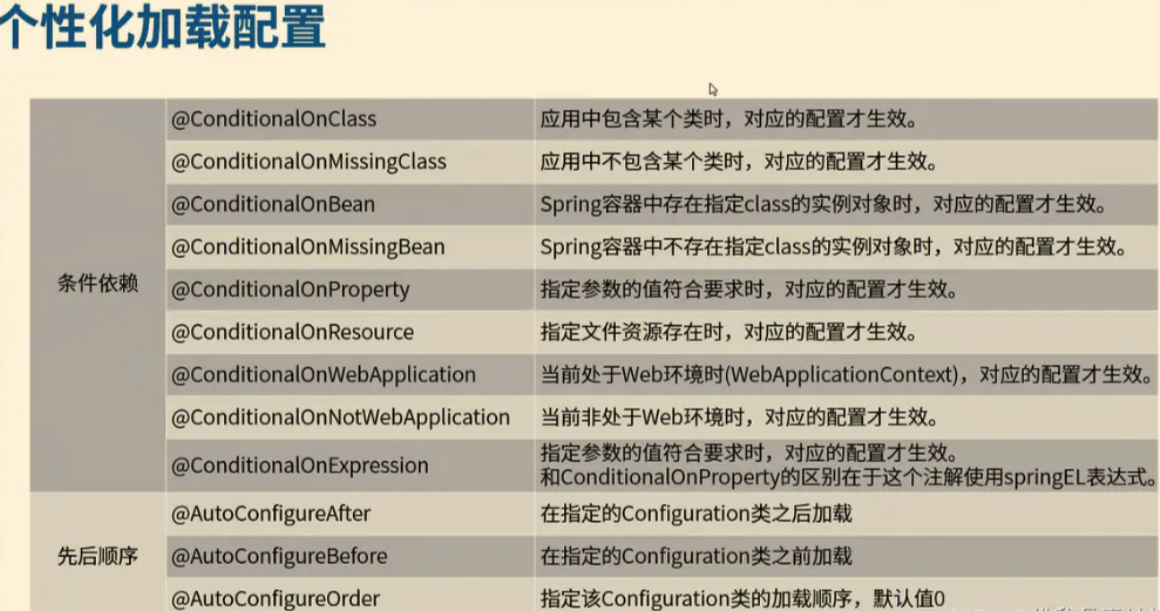 个性化加载配置
@ConditionalOnClass 应用中包含某个类时，对应的配置才生效。
@ConditionalOnMissingClass 应用中不包含某个类时，对应的配置才生效。
@ConditionalOnBean Spring容器中存在指定class的实例对象时，对应的配置才生效。
@ConditionalOnMissingBean Spring容器中不存在指定class的实例对象时，对应的配置才生效。
条件依赖
@ConditionalOnProperty 指定参数的值符合要求时，对应的配置才生效。
@ConditionalOnResource 指定文件资源存在时，对应的配置才生效。
@ConditionalOnWebApplication 当前处于Web环境时(WebApplicationContext)，对应的配置才生效。
@ConditionalOnNotWebApplication 当前非处于Web环境时，对应的配置才生效。
@ConditionalOnExpression 指定参数的值符合要求时，对应的配置才生效。
和ConditionalOnProperty的区别在于这个注解使用springEL表达式。
@AutoConfigureAfter 在指定的Configuration类之后加载
先后顺序 @AutoConfigureBefore 在指定的Configuration类之前加载
@AutoConfigureOrder 指定该Configuration类的加载顺序，默认值0